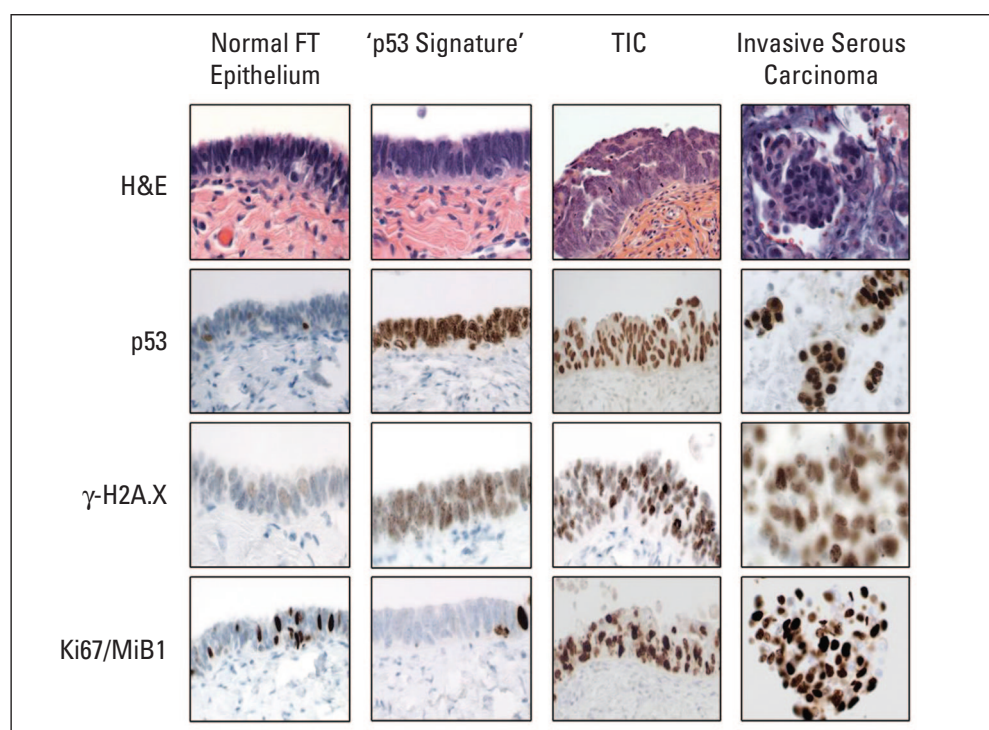 Normal FT Epithelium
'p53 Signature'
TIC
Invasive Serous Carcinoma
H&E
p53
γ-H2A.X
Ki67/MiB1